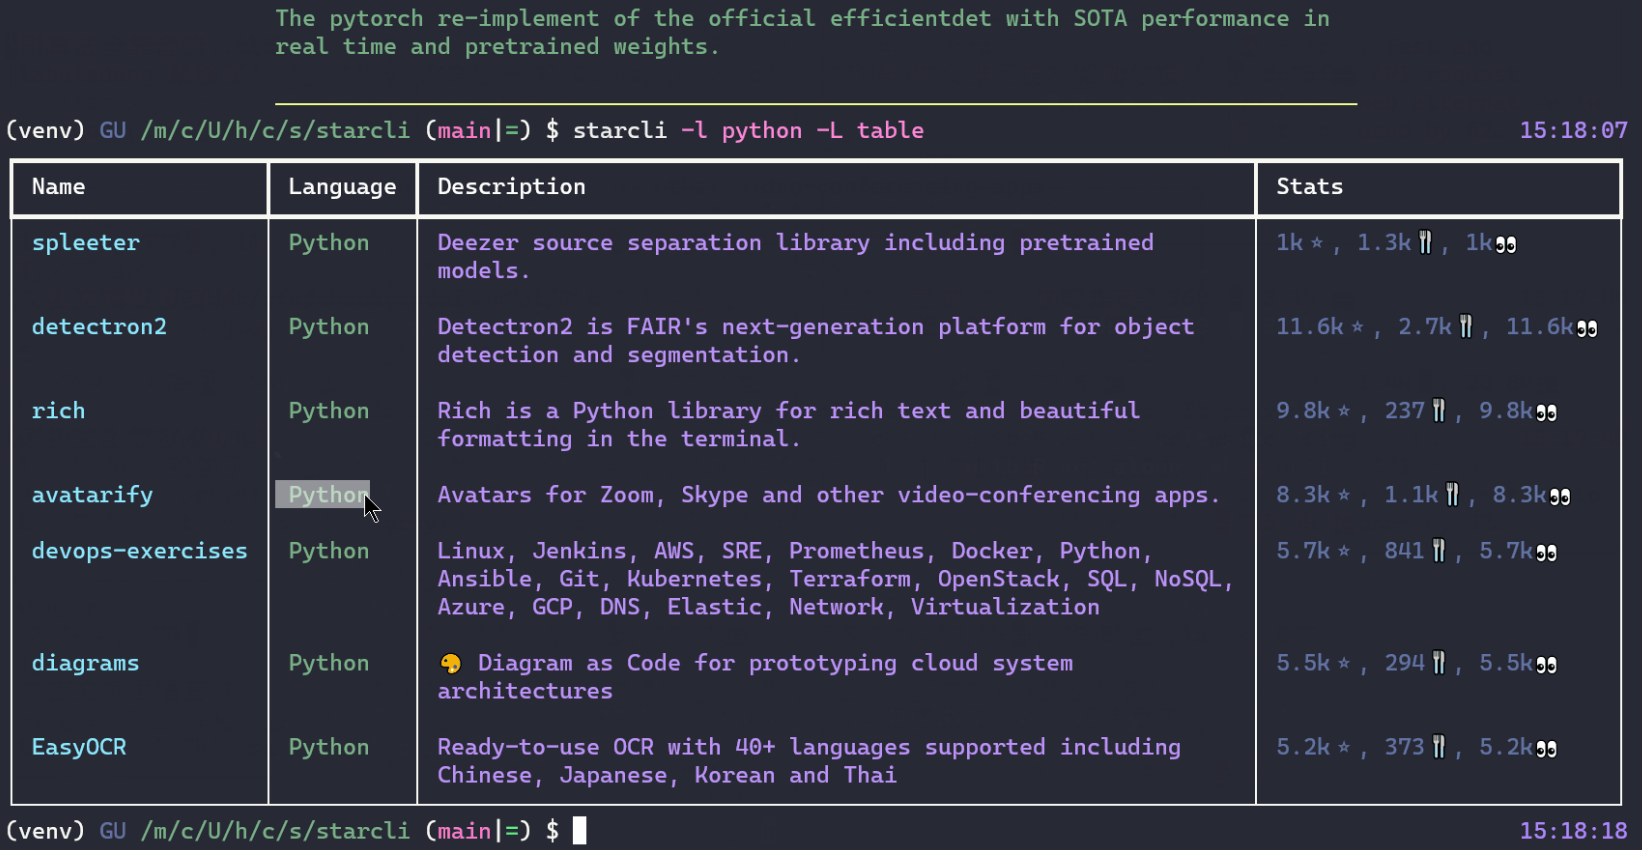 The pytorch re-implement of the official efficientdet with SOTA performance in
real time and pretrained weights.
(venv) GU /m/c/U/h/c/s/starcli (main|=) $ starcli -l python -L table 15:18:07
Name Language Description Stats
spleeter Python Deezer source separation library including pretrained 1k⭐, 1.3k🍴, 1k👀
models.
detectron2 Python Detectron2 is FAIR's next-generation platform for object 11.6k⭐, 2.7k🍴, 11.6k👀
detection and segmentation.
rich Python Rich is a Python library for rich text and beautiful 9.8k⭐, 237🍴, 9.8k👀
formatting in the terminal.
avatarify Python Avatars for Zoom, Skype and other video-conferencing apps. 8.3k⭐, 1.1k🍴, 8.3k👀
devops-exercises Python Linux, Jenkins, AWS, SRE, Prometheus, Docker, Python, 5.7k⭐, 841🍴, 5.7k👀
Ansible, Git, Kubernetes, Terraform, OpenStack, SQL, NoSQL,
Azure, GCP, DNS, Elastic, Network, Virtualization
diagrams Python 🎨 Diagram as Code for prototyping cloud system 5.5k⭐, 294🍴, 5.5k👀
architectures
EasyOCR Python Ready-to-use OCR with 40+ languages supported including 5.2k⭐, 373🍴, 5.2k👀
Chinese, Japanese, Korean and Thai
(venv) GU /m/c/U/h/c/s/starcli (main|=) $ 15:18:18